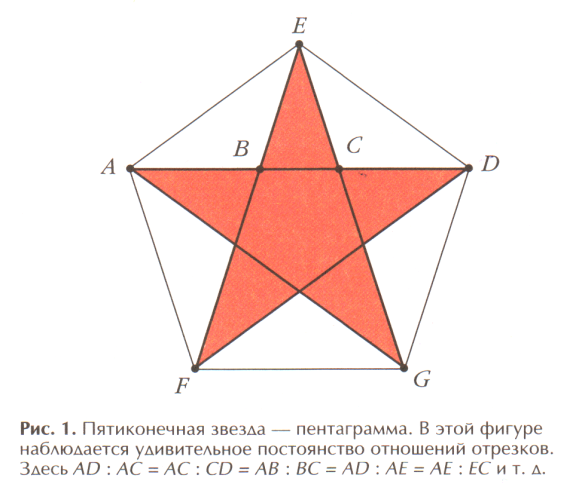 E
A
B
C
D
F
G
Рис. 1. Пятиконечная звезда — пентаграмма. В этой фигуре
наблюдается удивительное постоянство отношений отрезков.
Здесь AD : AC = AC : CD = AB : BC = AD : AE = AE : EC и т. д.